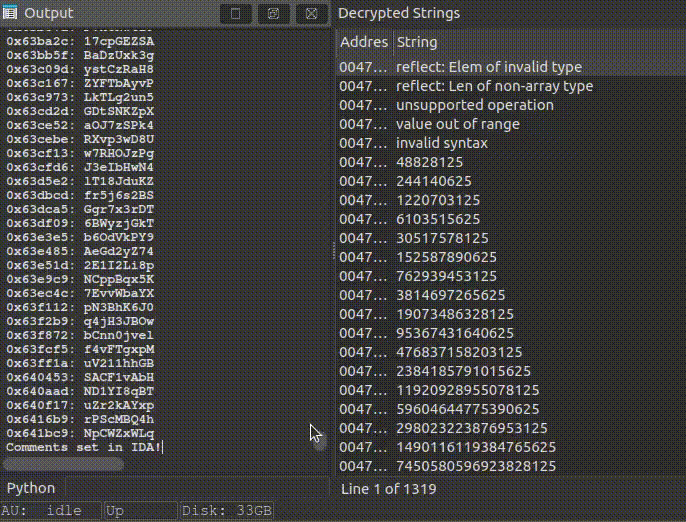 Output
Decrypted Strings
0x63ba2c: 17cpGEZSA
0x63bb5f: BaDzUxk3g
0x63c09d: ystCzRaH8
0x63c167: ZYFTbAyvP
0x63c973: LkTLg2un5
0x63cd2d: GDtSNKZpX
0x63ce52: aOJ7zSPk4
0x63cebe: RXvp3wD8U
0x63cf13: w7RHOJzPg
0x63cfd6: J3eIbHwN4
0x63d5e2: lT18JduKZ
0x63dbcd: fr5j6s2BS
0x63dca5: Ggr7x3rDT
0x63df09: 6BWyzjGkT
0x63e3e5: b6OdVkPY9
0x63e485: AeGd2yZ74
0x63e51d: 2E1I2Li8p
0x63e9c9: NCppBqx5K
0x63ec4c: 7EvvWbaYX
0x63f112: pN3BhK6J0
0x63f2b9: q4jH3JBOw
0x63f872: bCnn0jvel
0x63fcf5: f4vFTgxpM
0x63ff1a: uV211hhGB
0x640453: SACF1vAbH
0x640aad: ND1YI8qBT
0x640f17: uZr2kAYxp
0x6416b9: rPScMBQ4h
0x641bc9: NpCWZxWLq
Comments set in IDA!
Python
AU: idle Up Disk: 33GB
Addres String
0047… reflect: Elem of invalid type
0047… reflect: Len of non-array type
0047… unsupported operation
0047… value out of range
0047… invalid syntax
0047… 48828125
0047… 244140625
0047… 1220703125
0047… 6103515625
0047… 30517578125
0047… 152587890625
0047… 762939453125
0047… 3814697265625
0047… 19073486328125
0047… 95367431640625
0047… 476837158203125
0047… 2384185791015625
0047… 11920928955078125
0047… 59604644775390625
0047… 298023223876953125
0047… 1490116119384765625
0047… 7450580596923828125
Line 1 of 1319